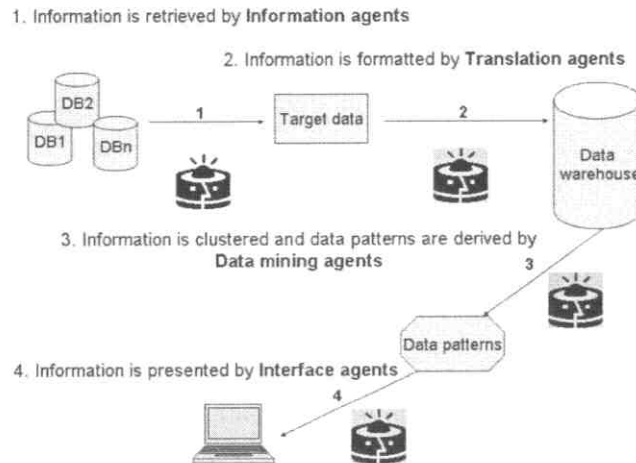 1. Information is retrieved by Information agents
2. Information is formatted by Translation agents
DB2
DB1
DBn
1
Target data
2
Data
warehouse
3. Information is clustered and data patterns are derived by
Data mining agents
3
Data patterns
4. Information is presented by Interface agents
4